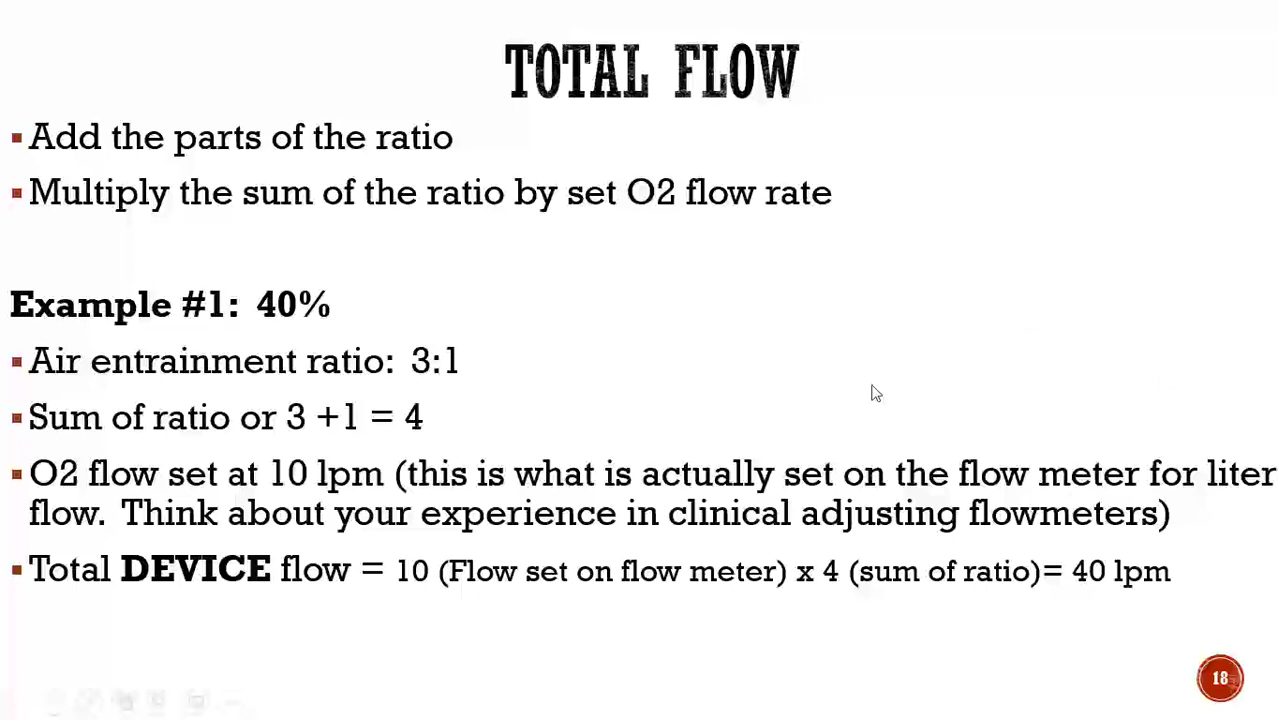 TOTAL FLOW
▪Add the parts of the ratio
▪Multiply the sum of the ratio by set O2 flow rate
Example #1: 40%
▪Air entrainment ratio: 3:1
▪Sum of ratio or 3 +1 = 4
▪O2 flow set at 10 lpm (this is what is actually set on the flow meter for liter
flow. Think about your experience in clinical adjusting flowmeters)
▪Total DEVICE flow = 10 (Flow set on flow meter) x 4 (sum of ratio)= 40 lpm
18